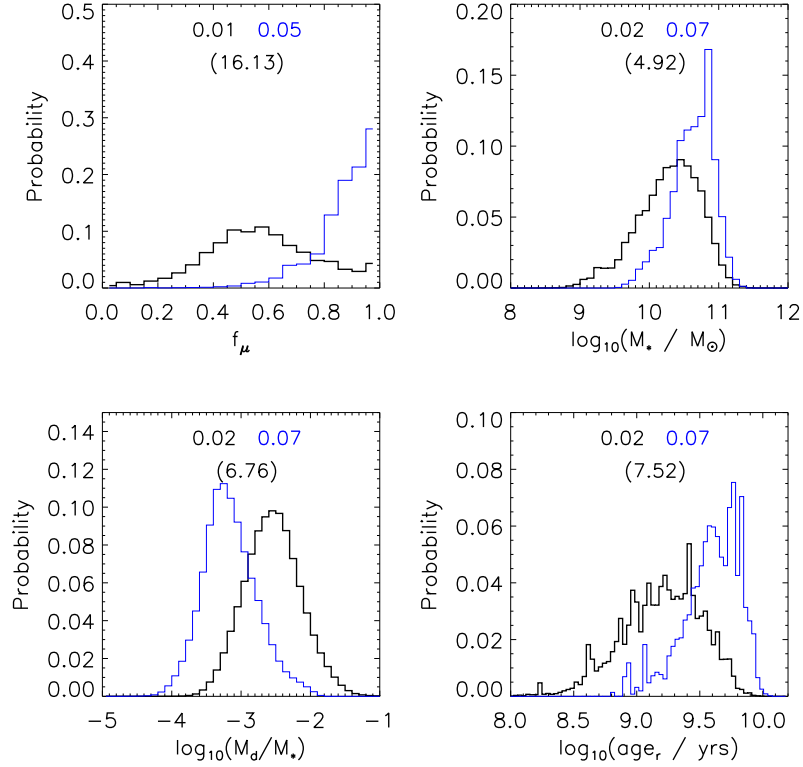 0.01 0.05
(16.13)
Probability
0.5
0.4
0.3
0.2
0.1
0.0
0.0 0.2 0.4 0.6 0.8 1.0
f_μ
0.02 0.07
(4.92)
Probability
0.20
0.15
0.10
0.05
0.00
8 9 10 11 12
log₁₀(M_* / M_⊙)
0.02 0.07
(6.76)
Probability
0.14
0.12
0.10
0.08
0.06
0.04
0.02
0.00
−5 −4 −3 −2 −1
log₁₀(M_d/M_*)
0.02 0.07
(7.52)
Probability
0.10
0.08
0.06
0.04
0.02
0.00
8.0 8.5 9.0 9.5 10.0
log₁₀(age_r / yrs)